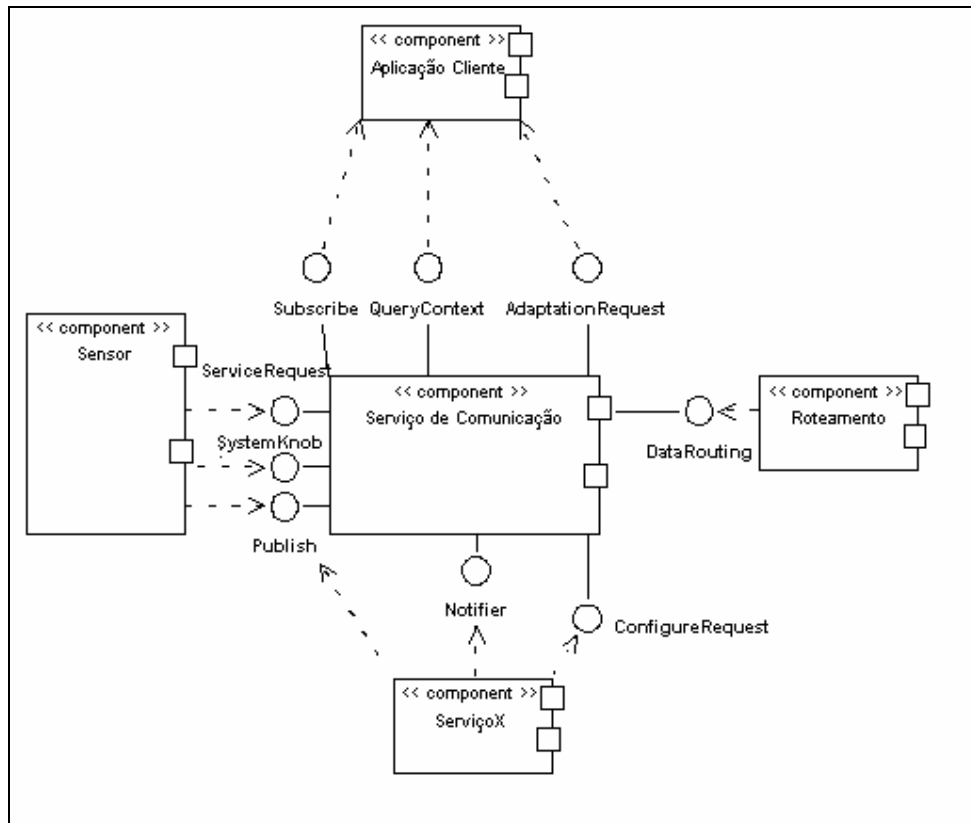 << component >>
Aplicação Cliente
Subscribe
QueryContext
AdaptationRequest
<< component >>
Sensor
ServiceRequest
SystemKnob
Publish
<< component >>
Serviço de Comunicação
<< component >>
Roteamento
DataRouting
Notifier
ConfigureRequest
<< component >>
ServiçoX